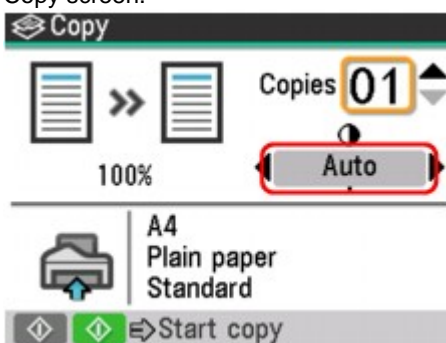 Copy screen.
Copy
Copies 01
100%
Auto
A4
Plain paper
Standard
Start copy